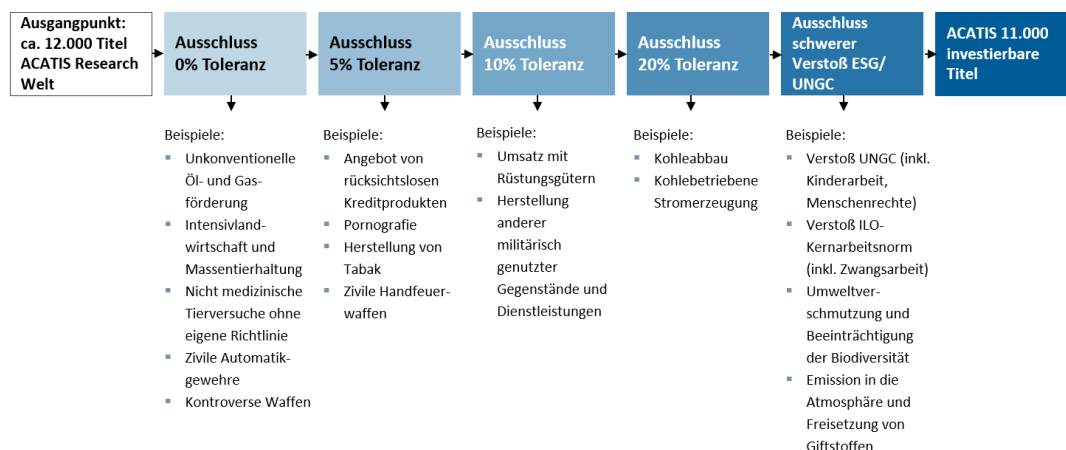 Ausgangpunkt:
ca. 12.000 Titel
ACATIS Research
Welt
Ausschluss
0% Toleranz
Ausschluss
5% Toleranz
Ausschluss
10% Toleranz
Ausschluss
20% Toleranz
Ausschluss
schwerer
Verstoß ESG/
UNGC
ACATIS 11.000
investierbare
Titel
Beispiele:
Unkonventionelle
Öl- und Gas-
förderung
Intensivland-
wirtschaft und
Massentierhaltung
Nicht medizinische
Tierversuche ohne
eigene Richtlinie
Zivile Automatik-
gewehre
Kontroverse Waffen
Beispiele:
Angebot von
rücksichtslosen
Kreditprodukten
Pornografie
Herstellung von
Tabak
Zivile Handfeuer-
waffen
Beispiele:
Umsatz mit
Rüstungsgütern
Herstellung
anderer
militärisch
genutzter
Gegenstände und
Dienstleistungen
Beispiele:
Kohleabbau
Kohlebetriebene
Stromerzeugung
Beispiele:
Verstoß UNGC (inkl.
Kinderarbeit,
Menschenrechte)
Verstoß ILO-
Kernarbeitsnorm
(inkl. Zwangsarbeit)
Umweltver-
schmutzung und
Beeinträchtigung
der Biodiversität
Emission in die
Atmosphäre und
Freisetzung von
Giftstoffen